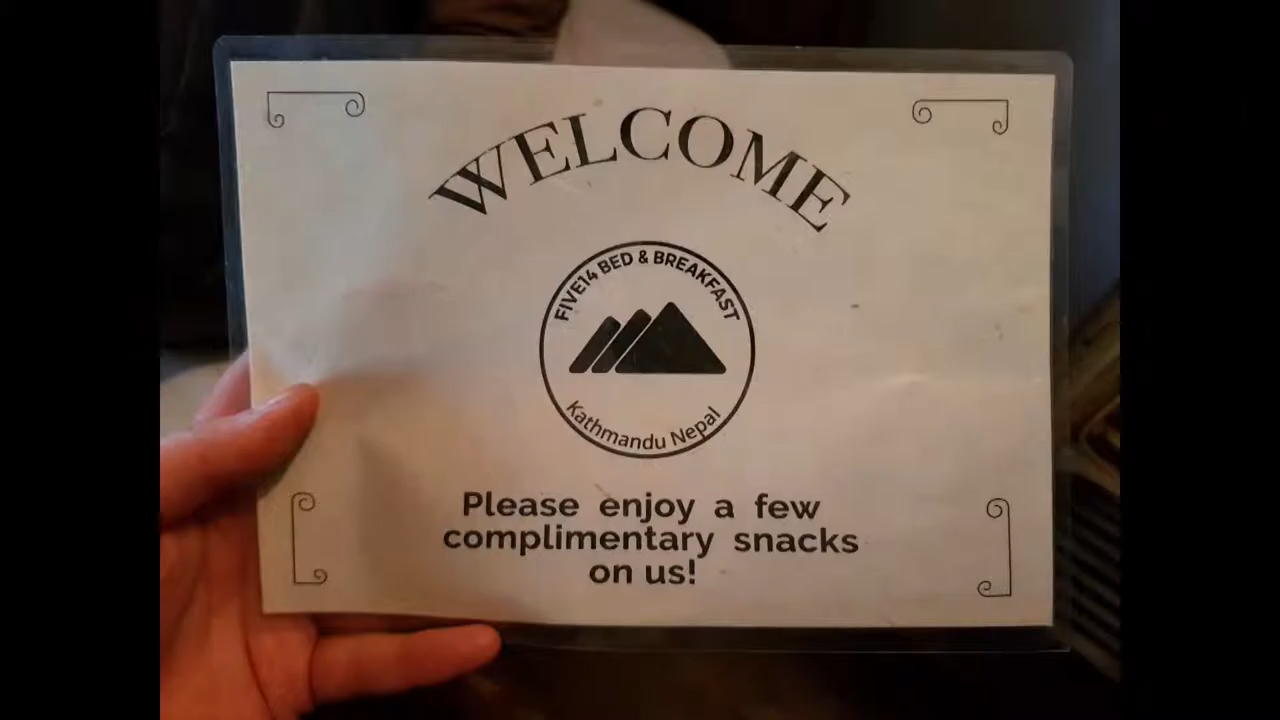 WELCOME
FIVE14 BED & BREAKFAST
Kathmandu Nepal
Please enjoy a few
complimentary snacks
on us!